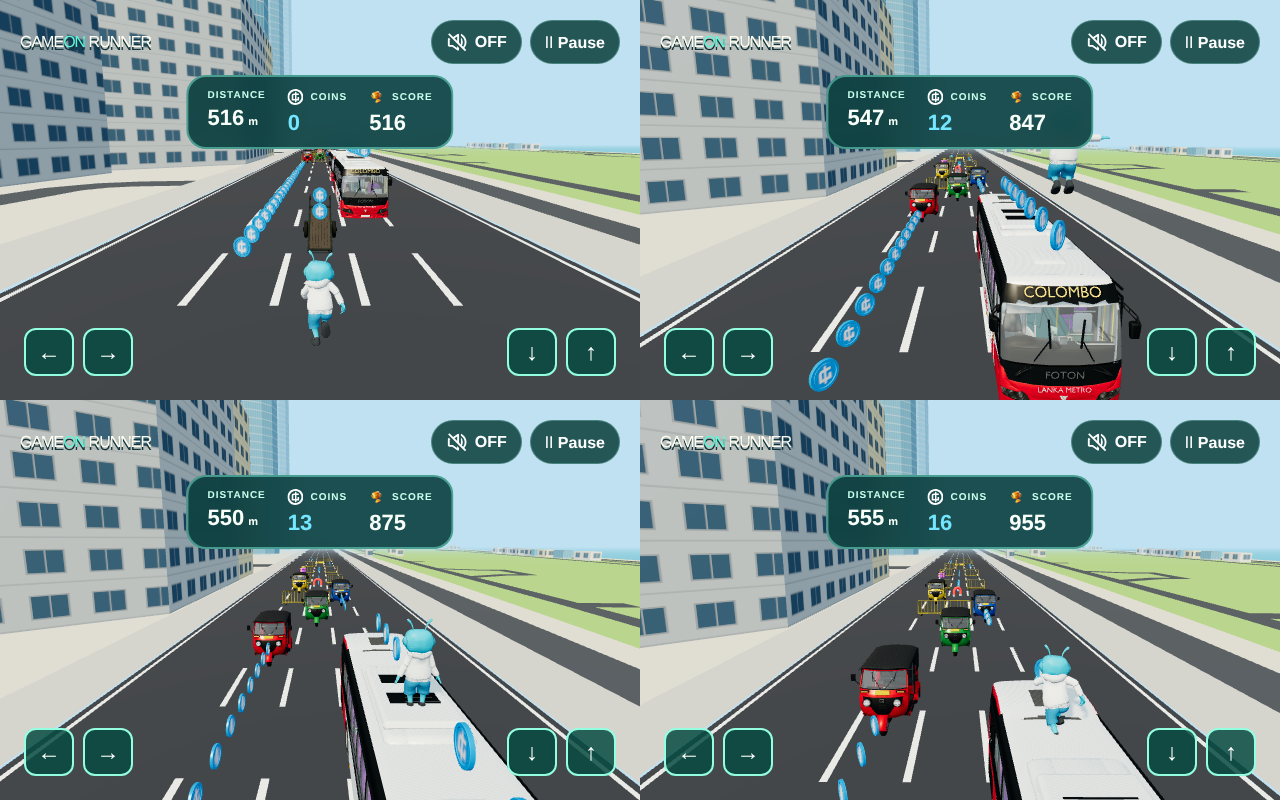 GAMEON RUNNER
OFF
II Pause
DISTANCE COINS SCORE
516 m 0 516
COLOMBO
FOTON
← → ↓ ↑
GAMEON RUNNER
OFF
II Pause
DISTANCE COINS SCORE
547 m 12 847
COLOMBO
FOTON
LANKA METRO
← → ↓ ↑
GAMEON RUNNER
OFF
II Pause
DISTANCE COINS SCORE
550 m 13 875
← → ↓ ↑
GAMEON RUNNER
OFF
II Pause
DISTANCE COINS SCORE
555 m 16 955
← → ↓ ↑